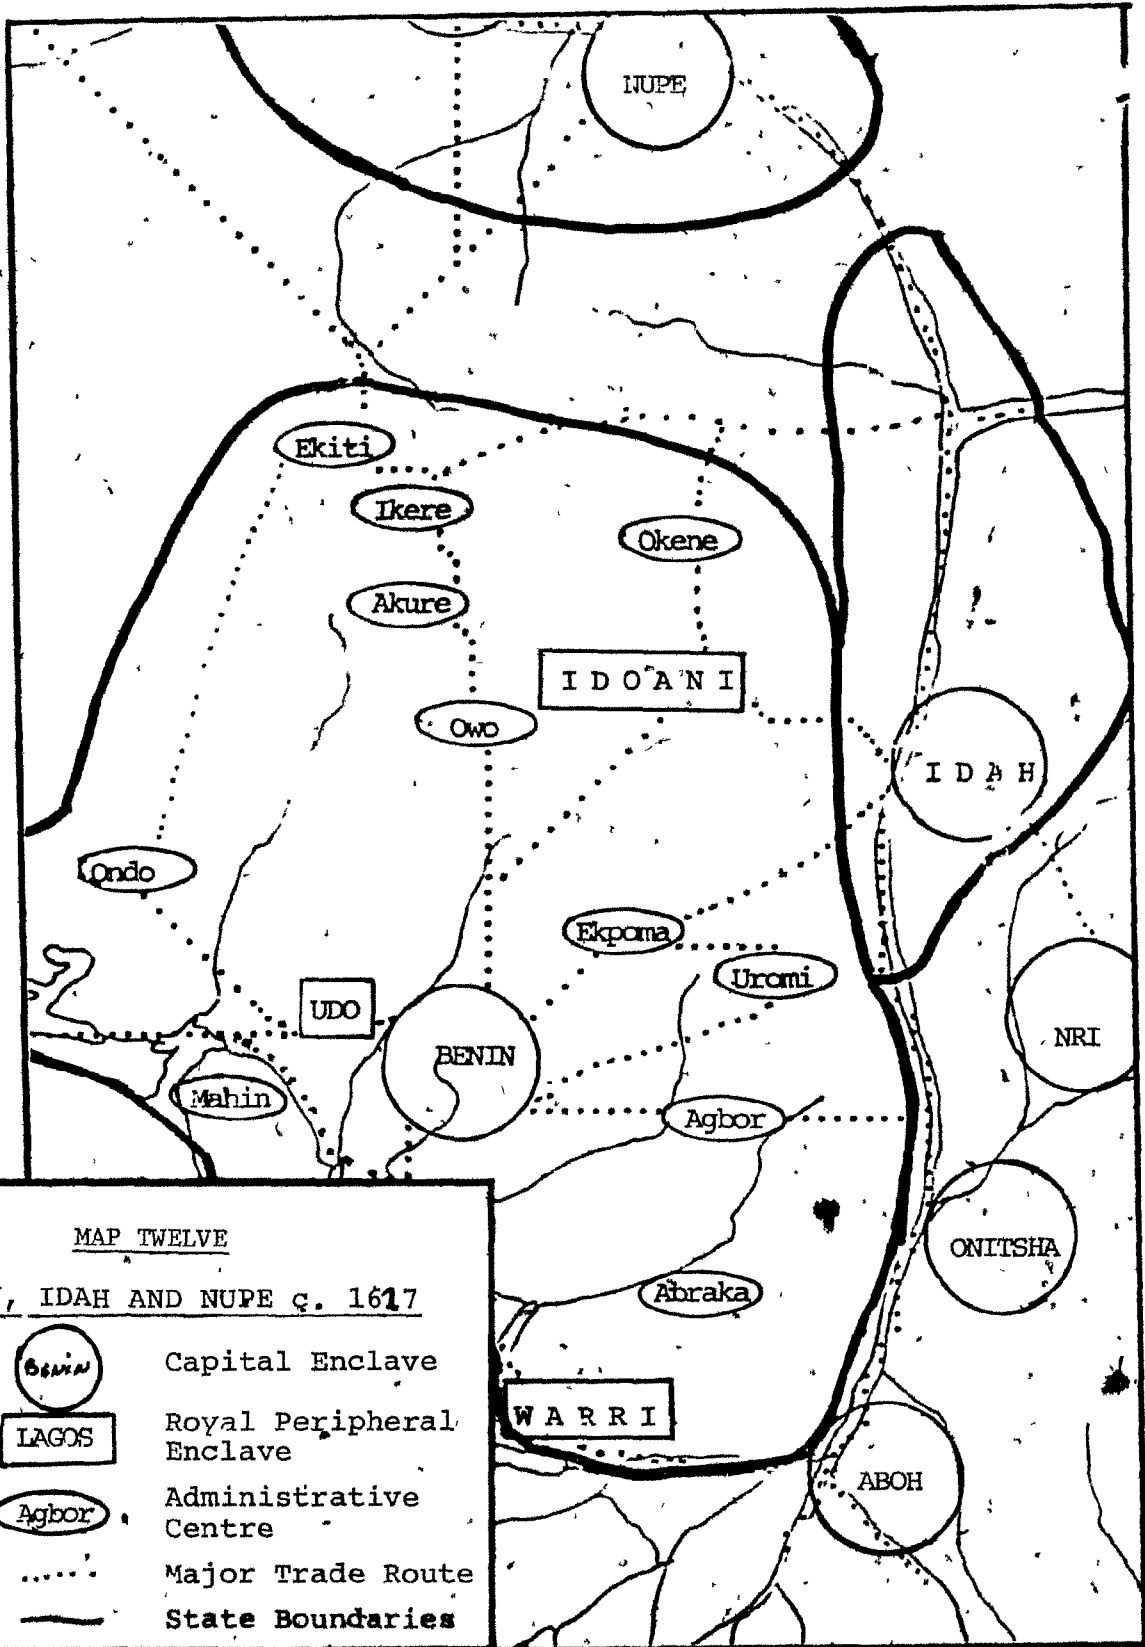 NUPE
Ekiti
Ikere
Okene
Akure
IDOANI
Owo
IDAH
Ondo
Ekpoma
Uromi
UDO
BENIN
NRI
Mahin
Agbor
ONITSHA
Abraka
WARRI
ABOH
MAP TWELVE
, IDAH AND NUPE c. 1617
BENIN
Capital Enclave
LAGOS
Royal Peripheral
Enclave
Agbor
Administrative
Centre
Major Trade Route
State Boundaries